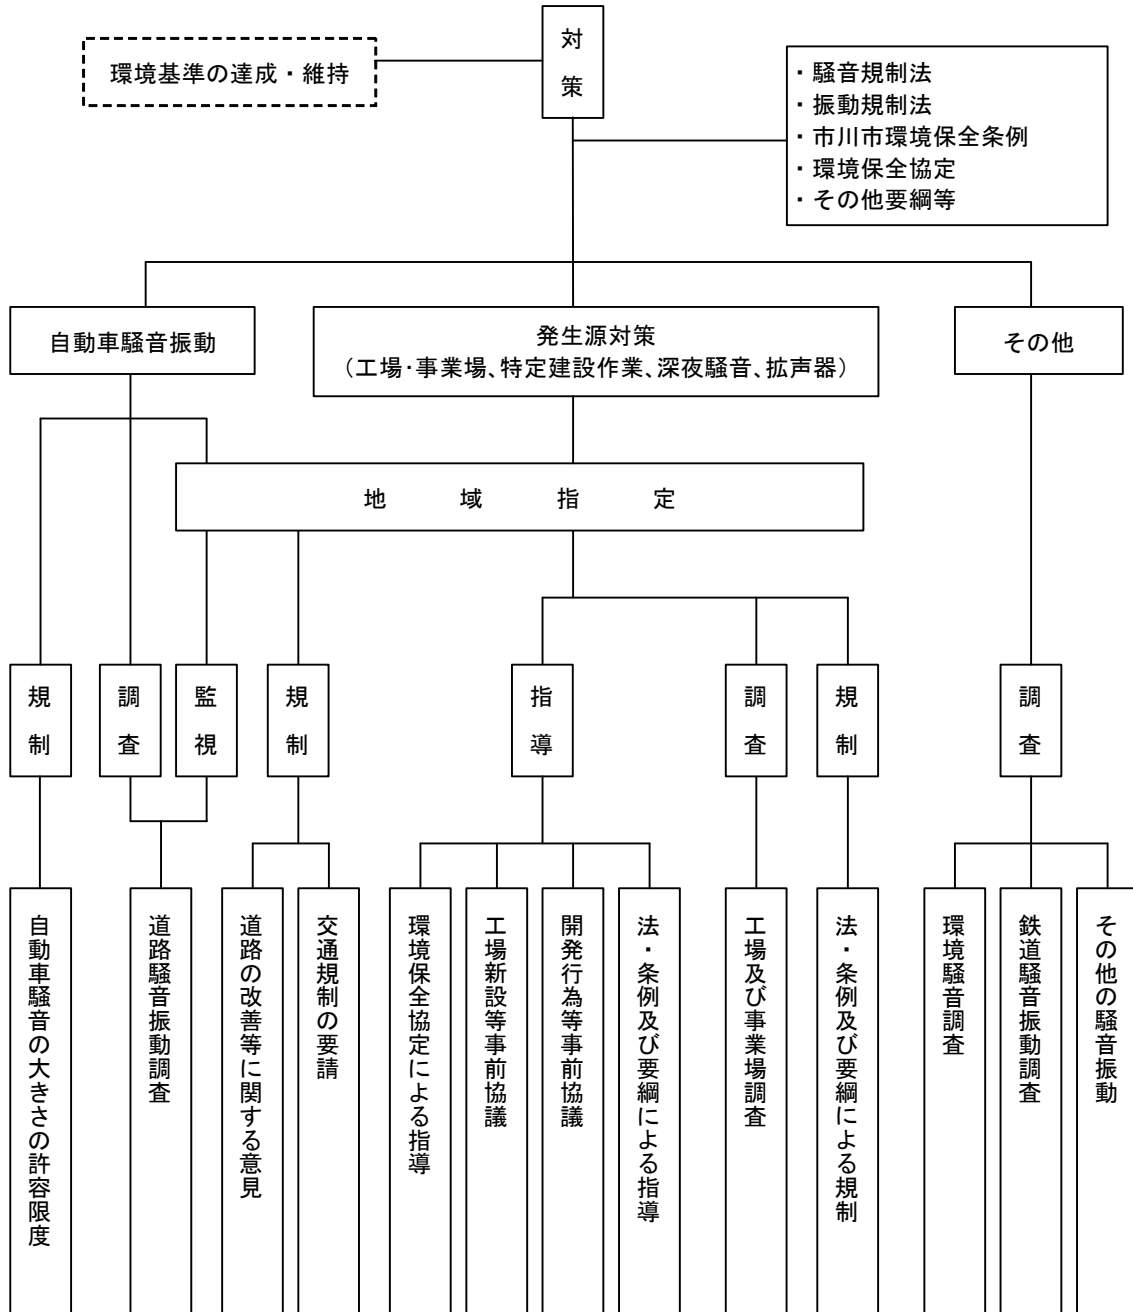 対策
環境基準の達成・維持
・騒音規制法
・振動規制法
・市川市環境保全条例
・環境保全協定
・その他要綱等
自動車騒音振動
発生源対策
（工場･事業場、特定建設作業、深夜騒音、拡声器）
その他
地域指定
規制
調査
監視
規制
指導
調査
規制
調査
自動車騒音の大きさの許容限度
道路騒音振動調査
道路の改善等に関する意見
交通規制の要請
環境保全協定による指導
工場新設等事前協議
開発行為等事前協議
法・条例及び要綱による指導
工場及び事業場調査
法・条例及び要綱による規制
環境騒音調査
鉄道騒音振動調査
その他の騒音振動